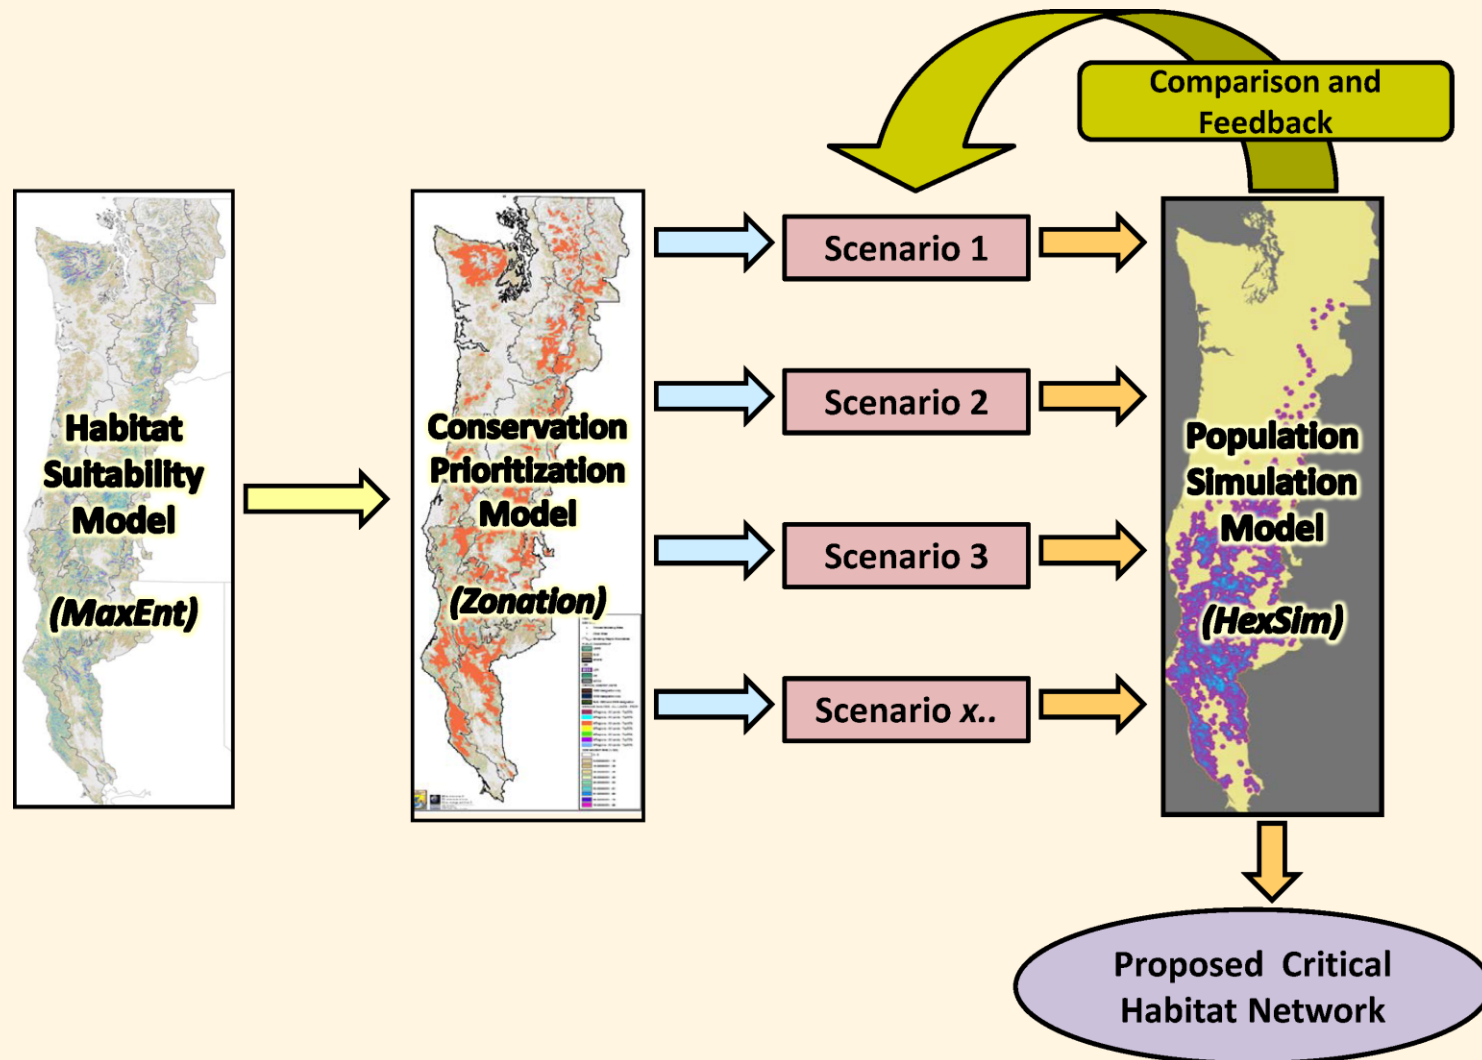 Comparison and
Feedback
Habitat
Suitability
Model
(MaxEnt)
Conservation
Prioritization
Model
(Zonation)
Scenario 1
Scenario 2
Scenario 3
Scenario x..
Population
Simulation
Model
(HexSim)
Proposed Critical
Habitat Network